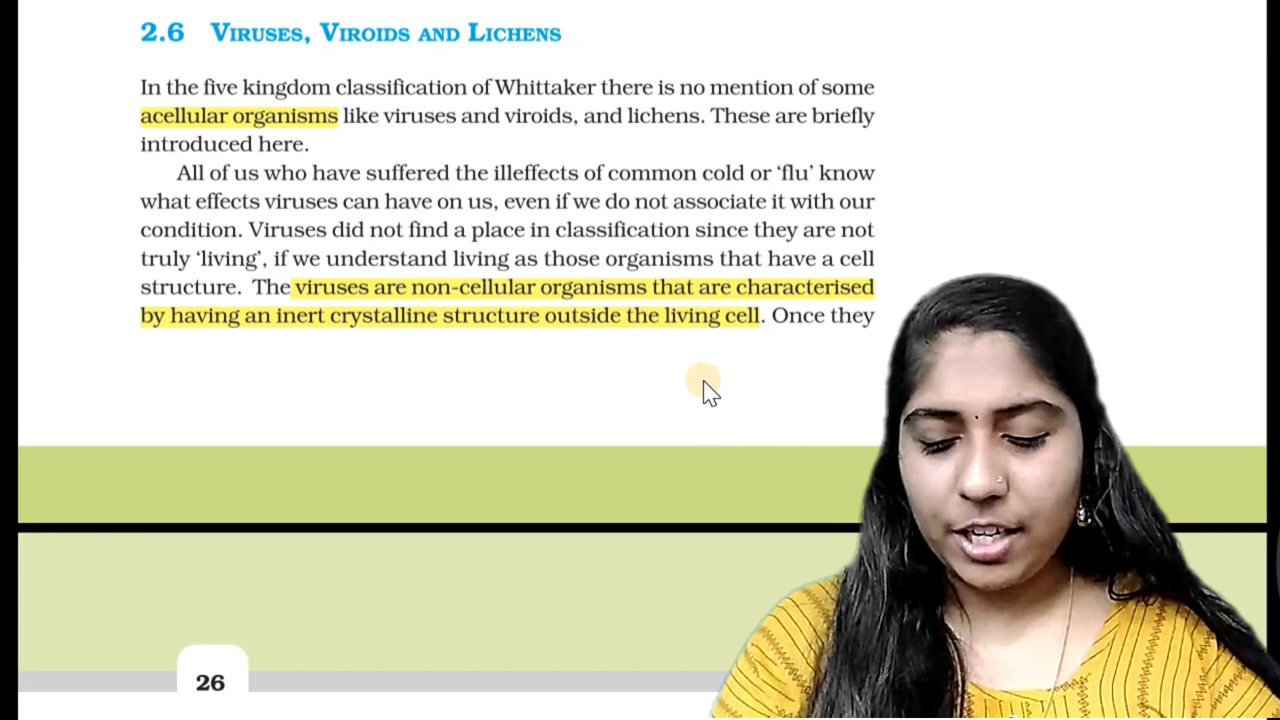 2.6 Viruses, Viroids and Lichens
In the five kingdom classification of Whittaker there is no mention of some
acellular organisms like viruses and viroids, and lichens. These are briefly
introduced here.
All of us who have suffered the illeffects of common cold or ‘flu’ know
what effects viruses can have on us, even if we do not associate it with our
condition. Viruses did not find a place in classification since they are not
truly ‘living’, if we understand living as those organisms that have a cell
structure. The viruses are non-cellular organisms that are characterised
by having an inert crystalline structure outside the living cell. Once they
26